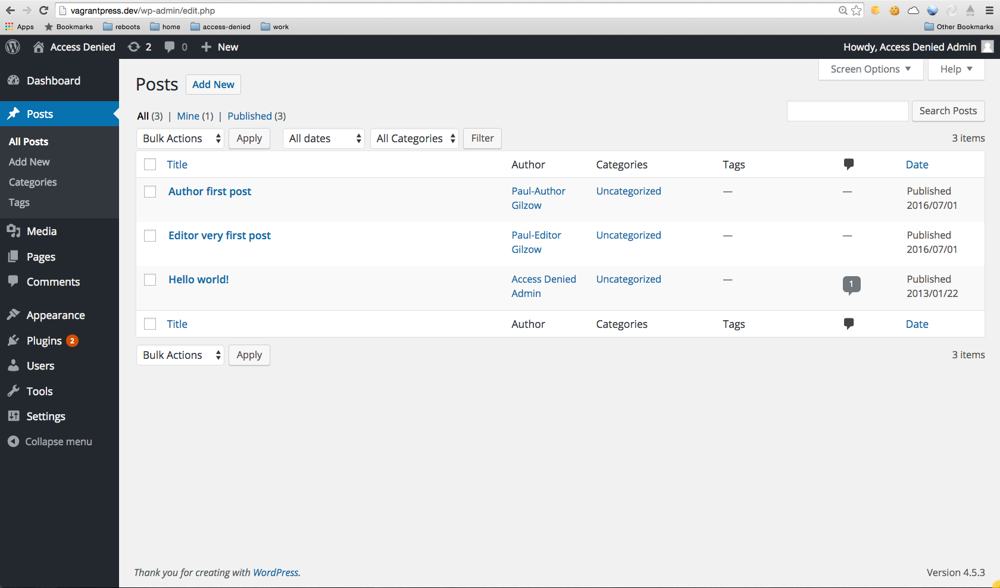 vagrantpress.dev/wp-admin/edit.php
Apps Bookmarks reboots home access-denied work Other Bookmarks
Access Denied 2 0 New Howdy, Access Denied Admin
Screen Options Help
Dashboard
Posts
All Posts
Add New
Categories
Tags
Media
Pages
Comments
Appearance
Plugins 2
Users
Tools
Settings
Collapse menu
Posts Add New
All (3) | Mine (1) | Published (3)
Search Posts
Bulk Actions Apply All dates All Categories Filter 3 items
Title Author Categories Tags Date
Author first post Paul-Author Uncategorized — — Published
Gilzow 2016/07/01
Editor very first post Paul-Editor Uncategorized — — Published
Gilzow 2016/07/01
Hello world! Access Denied Uncategorized — 1 Published
Admin 2013/01/22
Title Author Categories Tags Date
Bulk Actions Apply 3 items
Thank you for creating with WordPress. Version 4.5.3